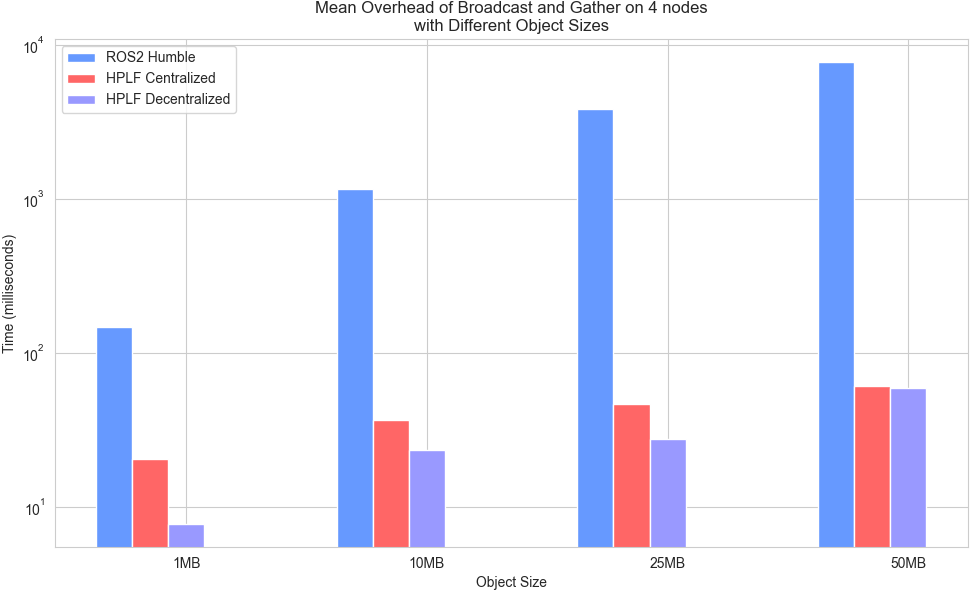 Mean Overhead of Broadcast and Gather on 4 nodes
with Different Object Sizes
ROS2 Humble
HPLF Centralized
HPLF Decentralized
Time (milliseconds)
10⁴
10³
10²
10¹
1MB 10MB 25MB 50MB
Object Size